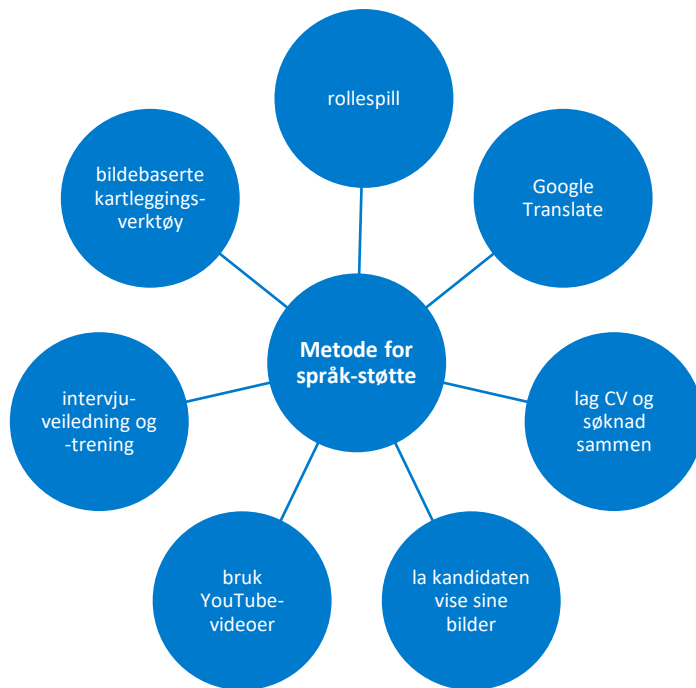 rollespill
Google
Translate
lag CV og
søknad
sammen
la kandidaten
vise sine
bilder
bruk
YouTube-
videoer
intervju-
veiledning og
-trening
bildebaserte
kartleggings-
verktøy
Metode for
språk-støtte